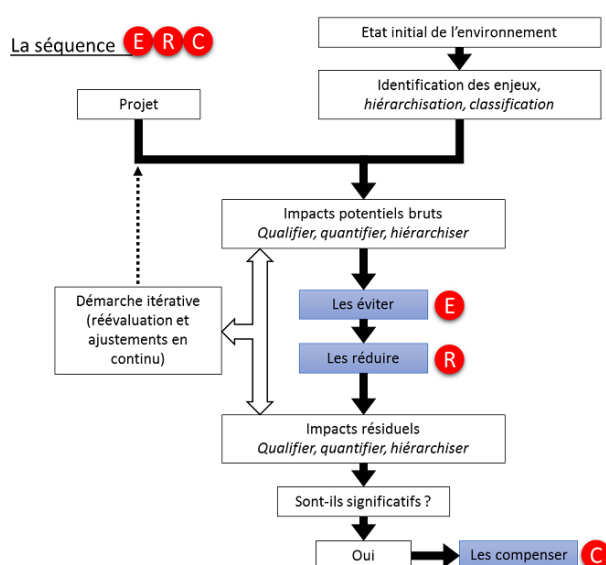 La séquence E R C
Etat initial de l’environnement
Identification des enjeux,
hiérarchisation, classification
Projet
Impacts potentiels bruts
Qualifier, quantifier, hiérarchiser
Démarche itérative
(réévaluation et
ajustements en
continu)
Les éviter E
Les réduire R
Impacts résiduels
Qualifier, quantifier, hiérarchiser
Sont-ils significatifs ?
Oui
Les compenser C